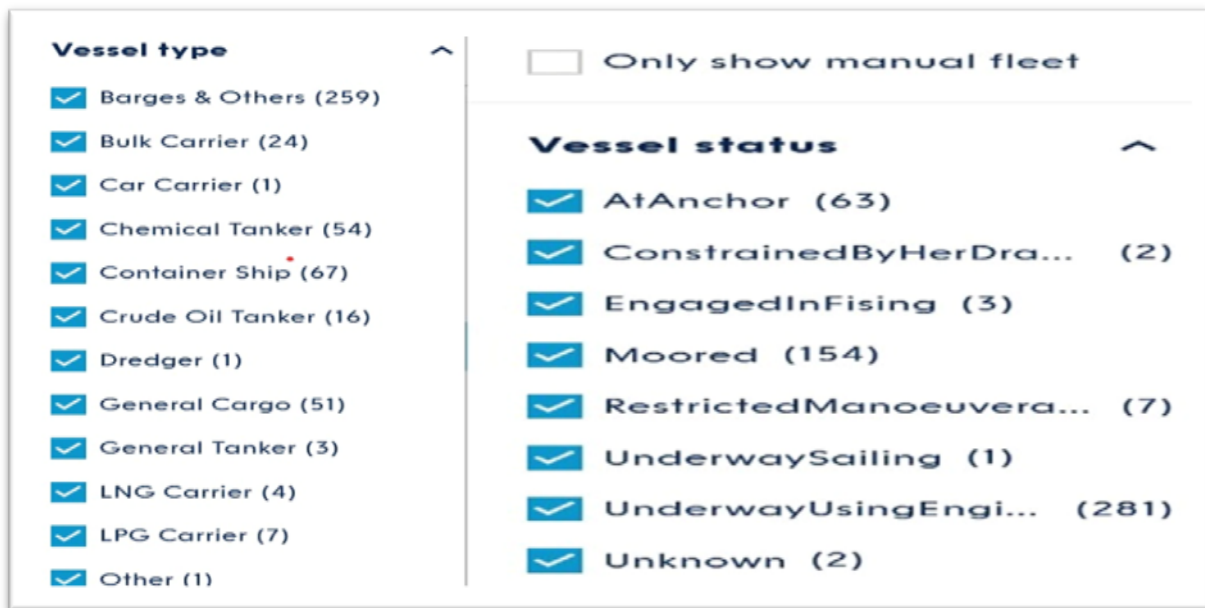 Vessel type
Barges & Others (259)
Bulk Carrier (24)
Car Carrier (1)
Chemical Tanker (54)
Container Ship (67)
Crude Oil Tanker (16)
Dredger (1)
General Cargo (51)
General Tanker (3)
LNG Carrier (4)
LPG Carrier (7)
Other (1)
Only show manual fleet
Vessel status
AtAnchor (63)
ConstrainedByHerDra... (2)
EngagedInFising (3)
Moored (154)
RestrictedManoeuvera... (7)
UnderwaySailing (1)
UnderwayUsingEngi... (281)
Unknown (2)